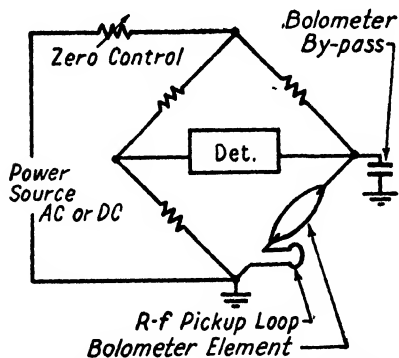 Bolometer
By-pass
Zero Control
Det.
Power
Source
AC or DC
R-f Pickup Loop
Bolometer Element